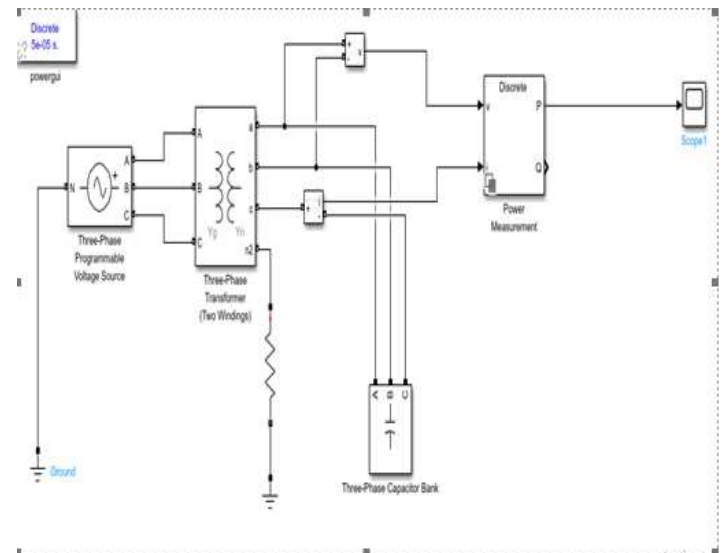 Discrete
5e-05 s.
powergui
N
A
B
C
Three-Phase
Programmable
Voltage Source
A
B
C
a
b
c
n2
Yg
Yn
Three-Phase
Transformer
(Two Windings)
+
-
v
+
-
i
Discrete
v
P
Q
Power
Measurement
Scope1
A
B
C
Three-Phase Capacitor Bank
Ground